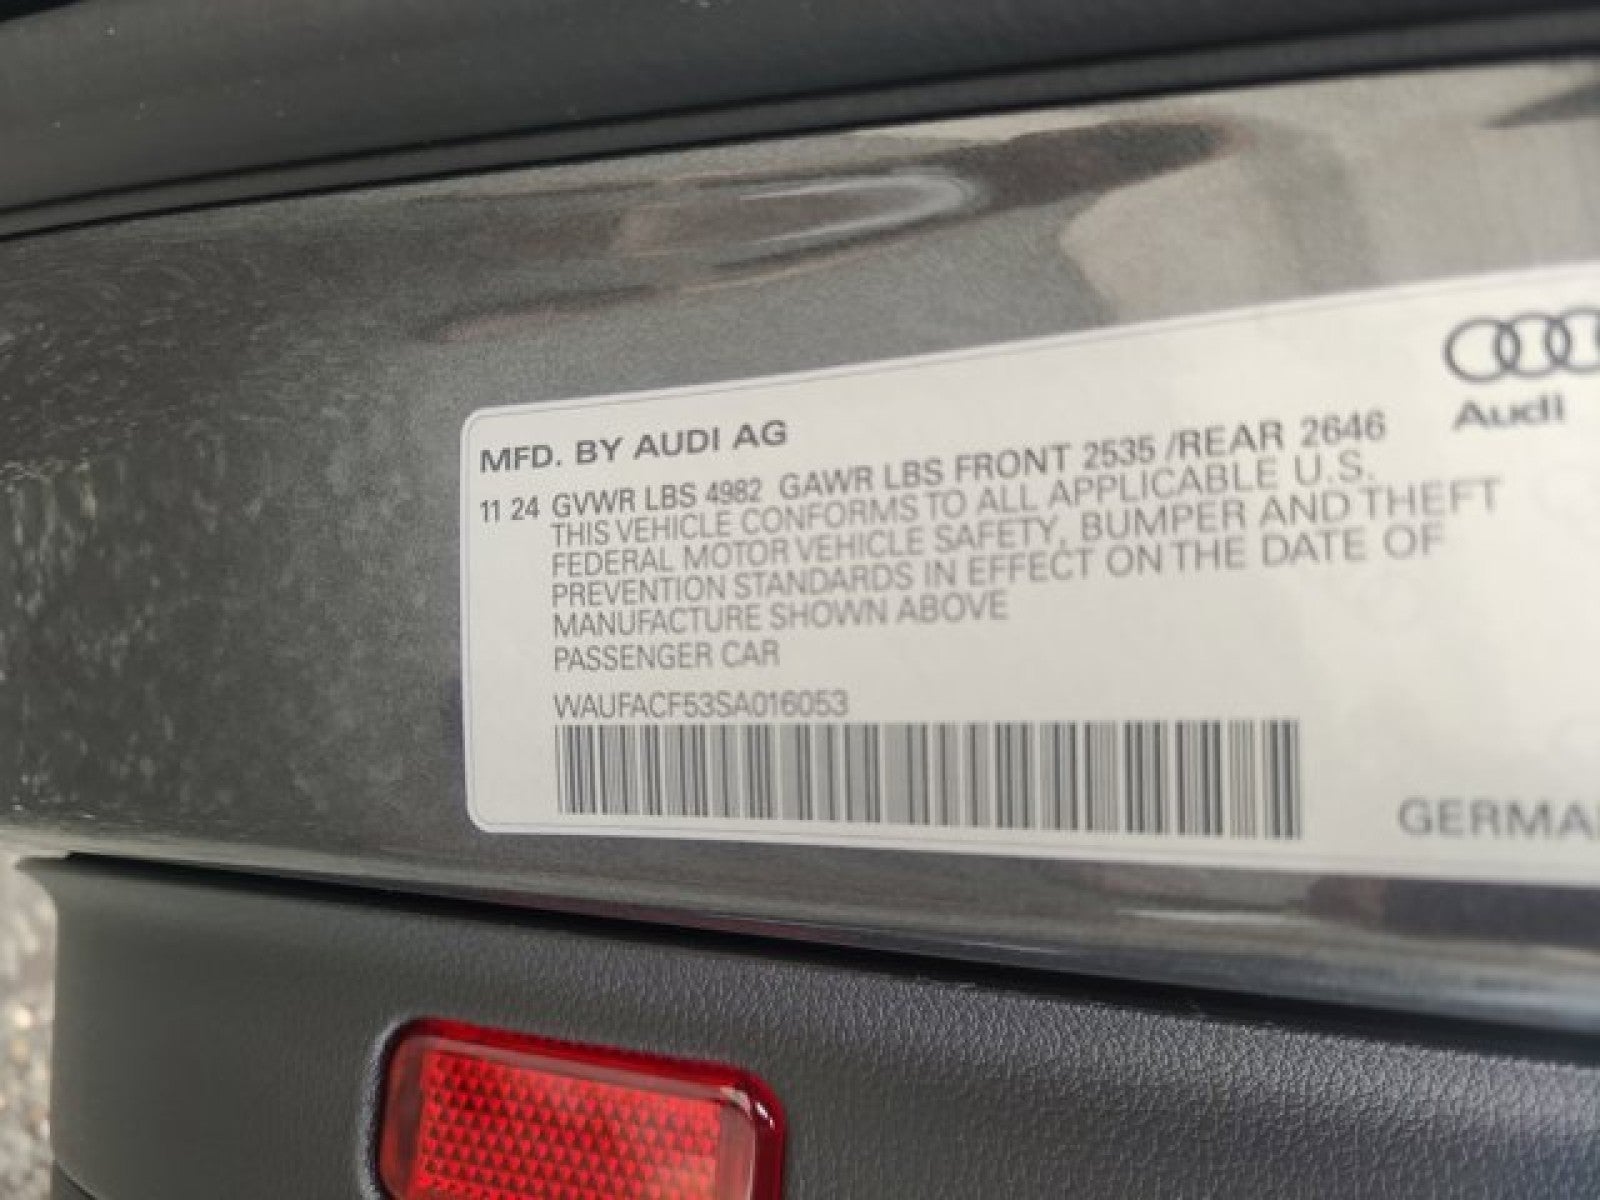 Audi
MFD. BY AUDI AG
11 24 GVWR LBS 4982 GAWR LBS FRONT 2535 /REAR 2646
THIS VEHICLE CONFORMS TO ALL APPLICABLE U.S.
FEDERAL MOTOR VEHICLE SAFETY, BUMPER AND THEFT
PREVENTION STANDARDS IN EFFECT ON THE DATE OF
MANUFACTURE SHOWN ABOVE
PASSENGER CAR
WAUFACF53SA016053
GERMA